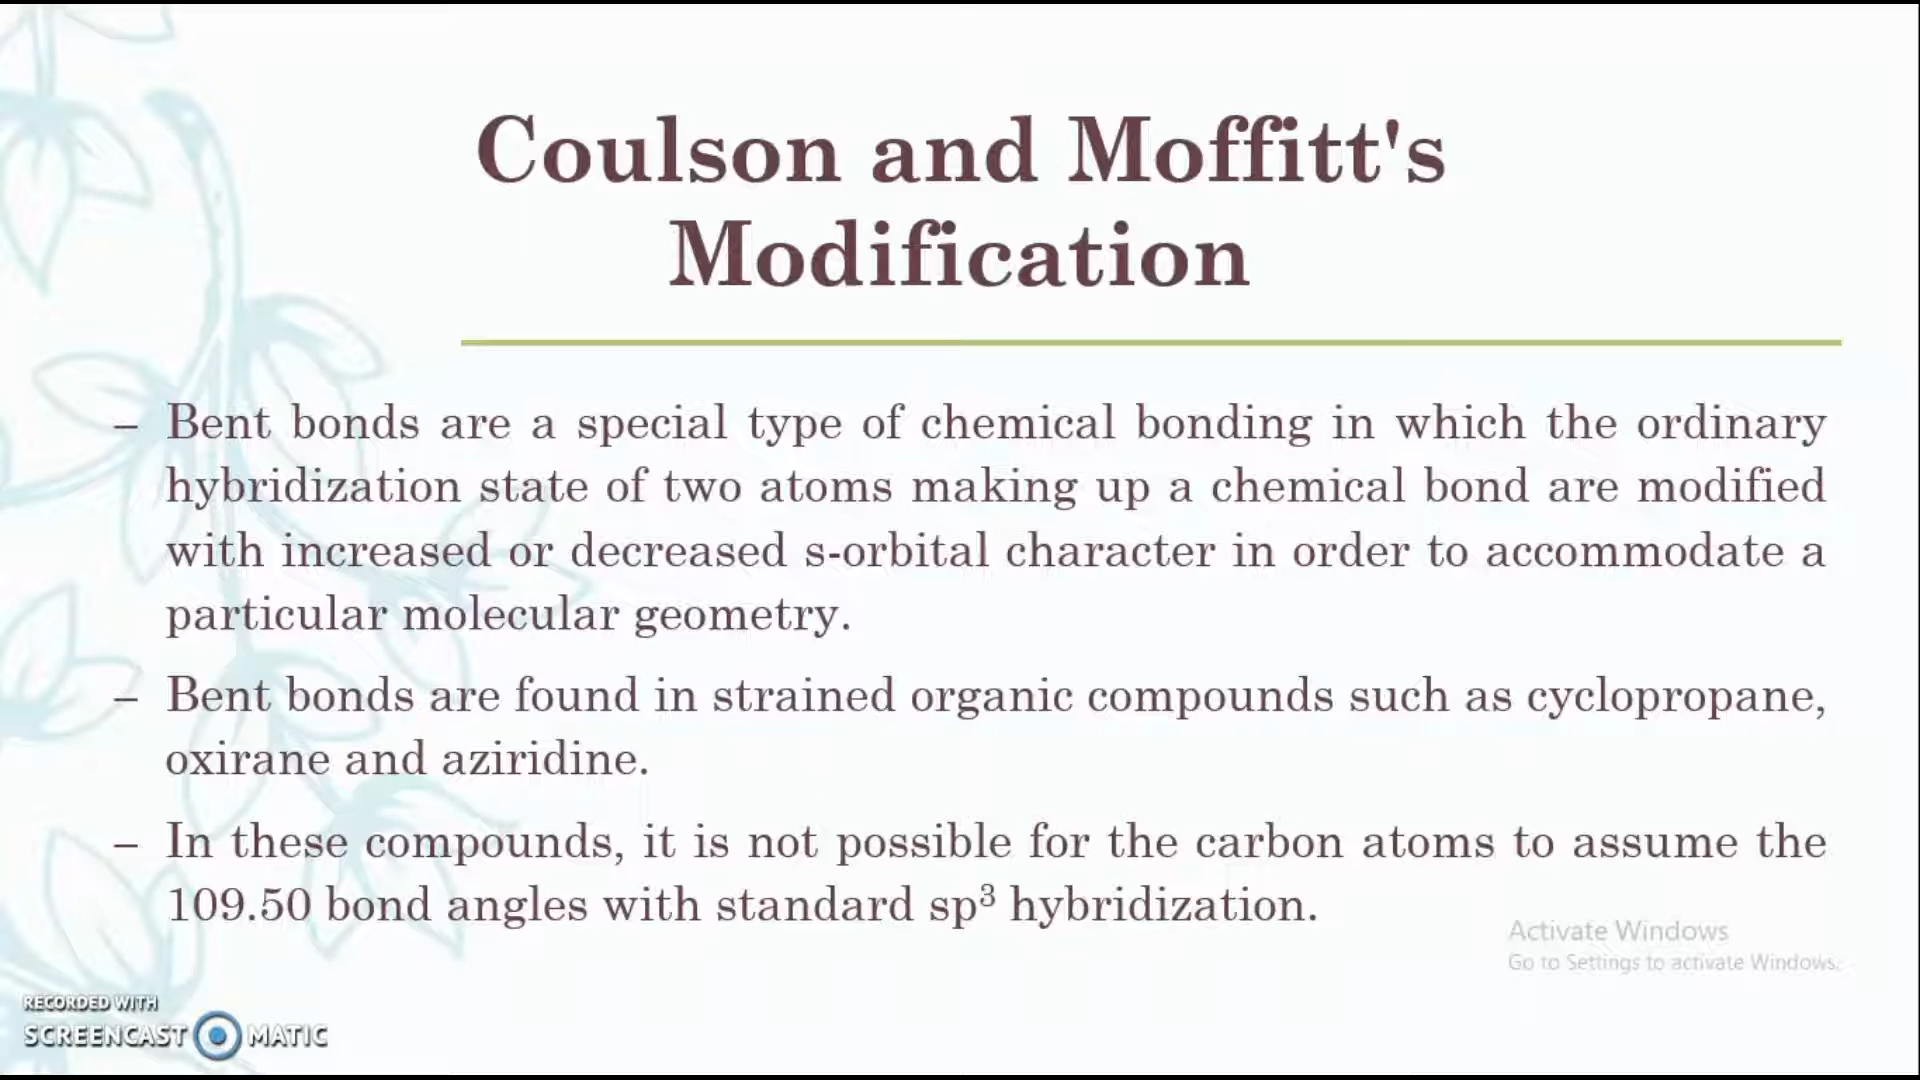 Coulson and Moffitt's
Modification
– Bent bonds are a special type of chemical bonding in which the ordinary
hybridization state of two atoms making up a chemical bond are modified
with increased or decreased s-orbital character in order to accommodate a
particular molecular geometry.
– Bent bonds are found in strained organic compounds such as cyclopropane,
oxirane and aziridine.
– In these compounds, it is not possible for the carbon atoms to assume the
109.50 bond angles with standard sp³ hybridization.
Activate Windows
Go to Settings to activate Windows.
RECORDED WITH
SCREENCAST MATIC